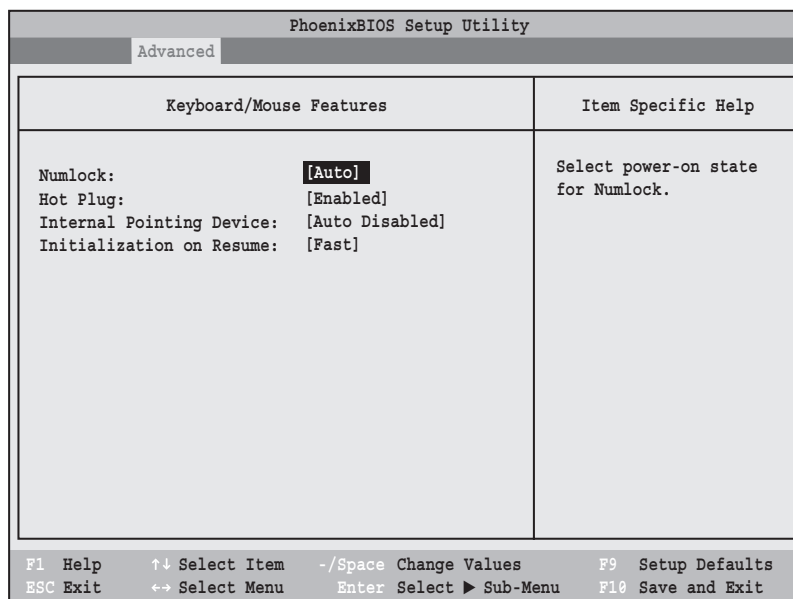 PhoenixBIOS Setup Utility
Advanced
Keyboard/Mouse Features
Item Specific Help
Numlock: [Auto]
Hot Plug: [Enabled]
Internal Pointing Device: [Auto Disabled]
Initialization on Resume: [Fast]
Select power-on state
for Numlock.
F1 Help ↑↓ Select Item -/Space Change Values F9 Setup Defaults
ESC Exit ←→ Select Menu Enter Select ▶ Sub-Menu F10 Save and Exit